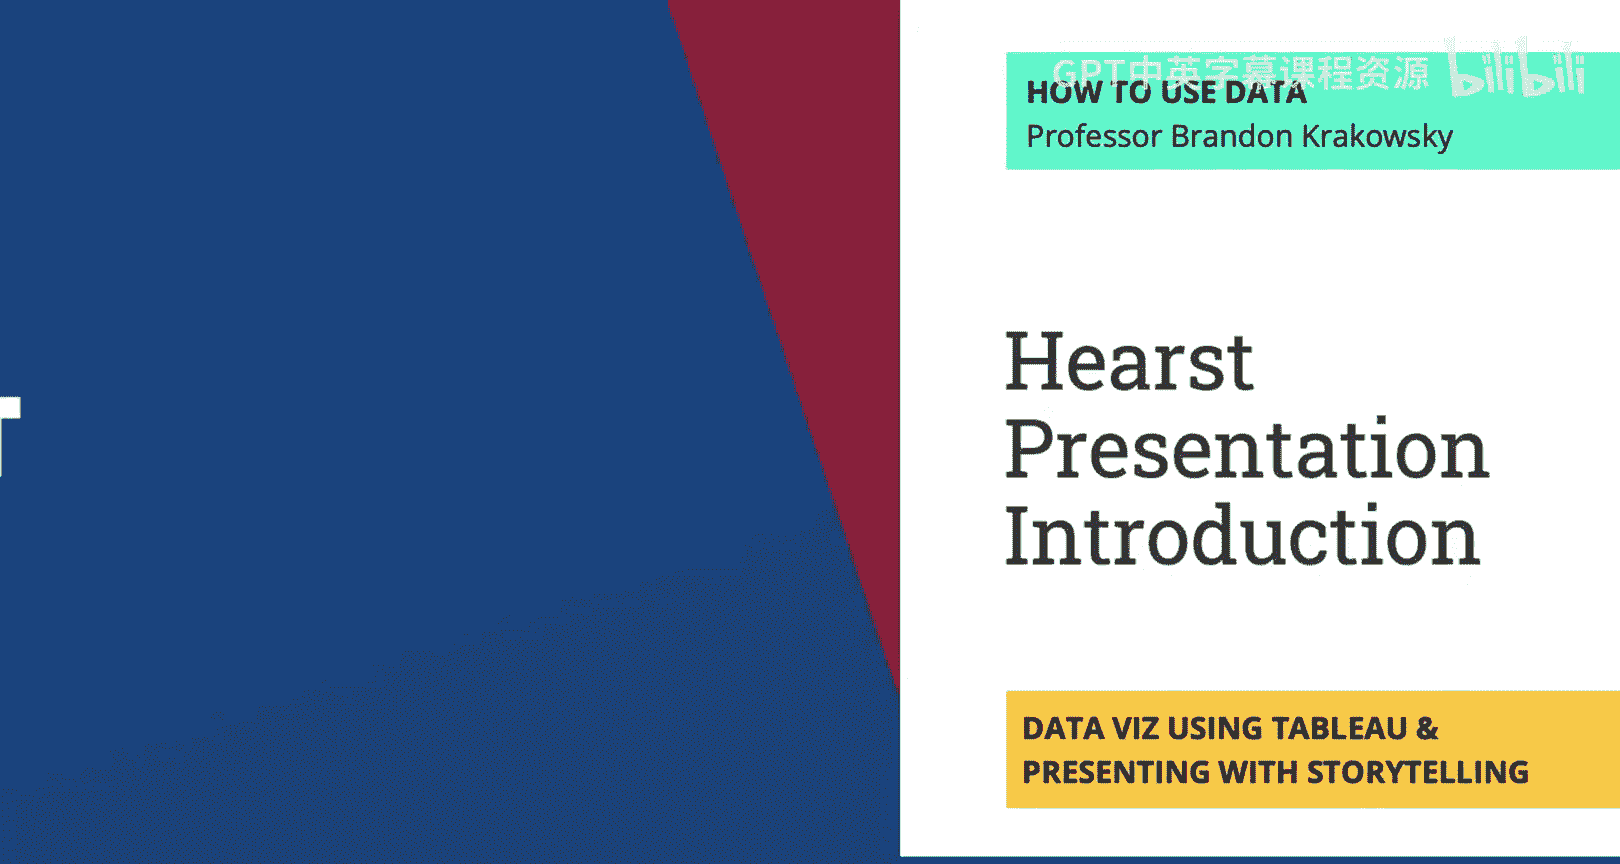 GPT中英字幕课程资源 bilibili
HOW TO USE DATA
Professor Brandon Krakowsky
Hearst
Presentation
Introduction
DATA VIZ USING TABLEAU &
PRESENTING WITH STORYTELLING